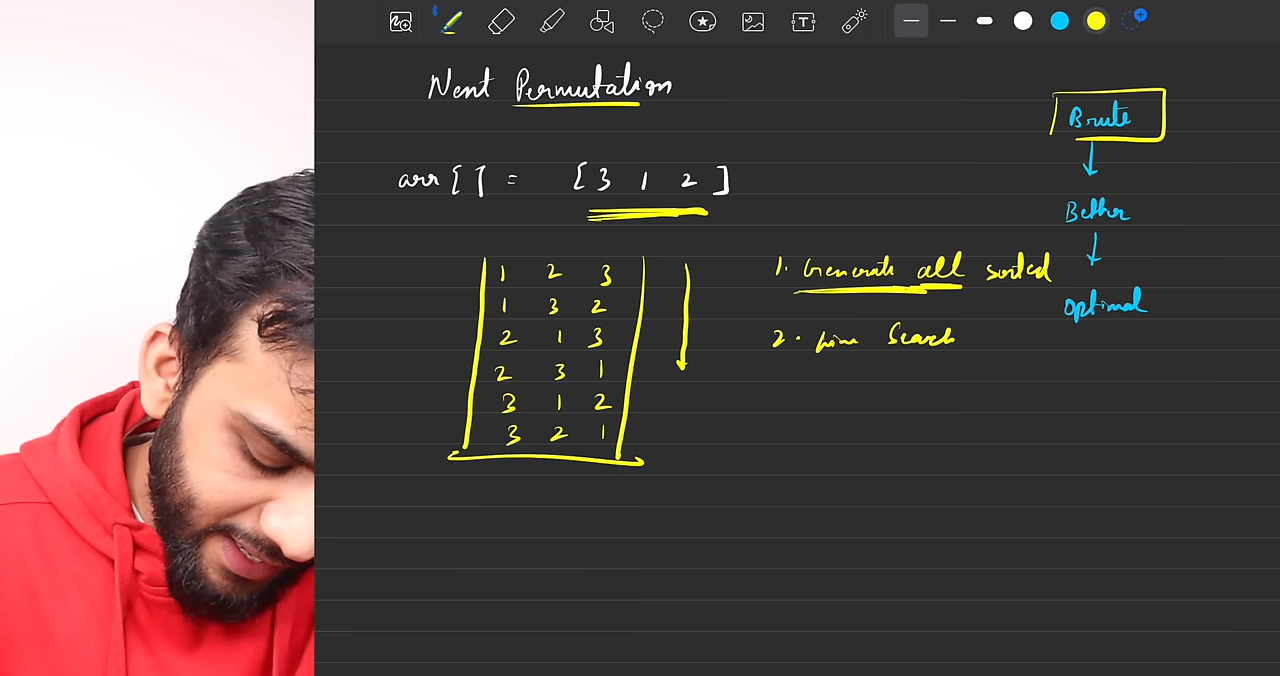 Next Permutation
arr[] = [3 1 2]
1 2 3
1 3 2
2 1 3
2 3 1
3 1 2
3 2 1
1. Generate all sorted
2. Search
Brute
Better
Optimal